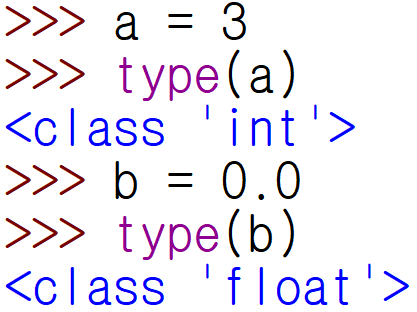 >>> a = 3
>>> type(a)
<class 'int'>
>>> b = 0.0
>>> type(b)
<class 'float'>